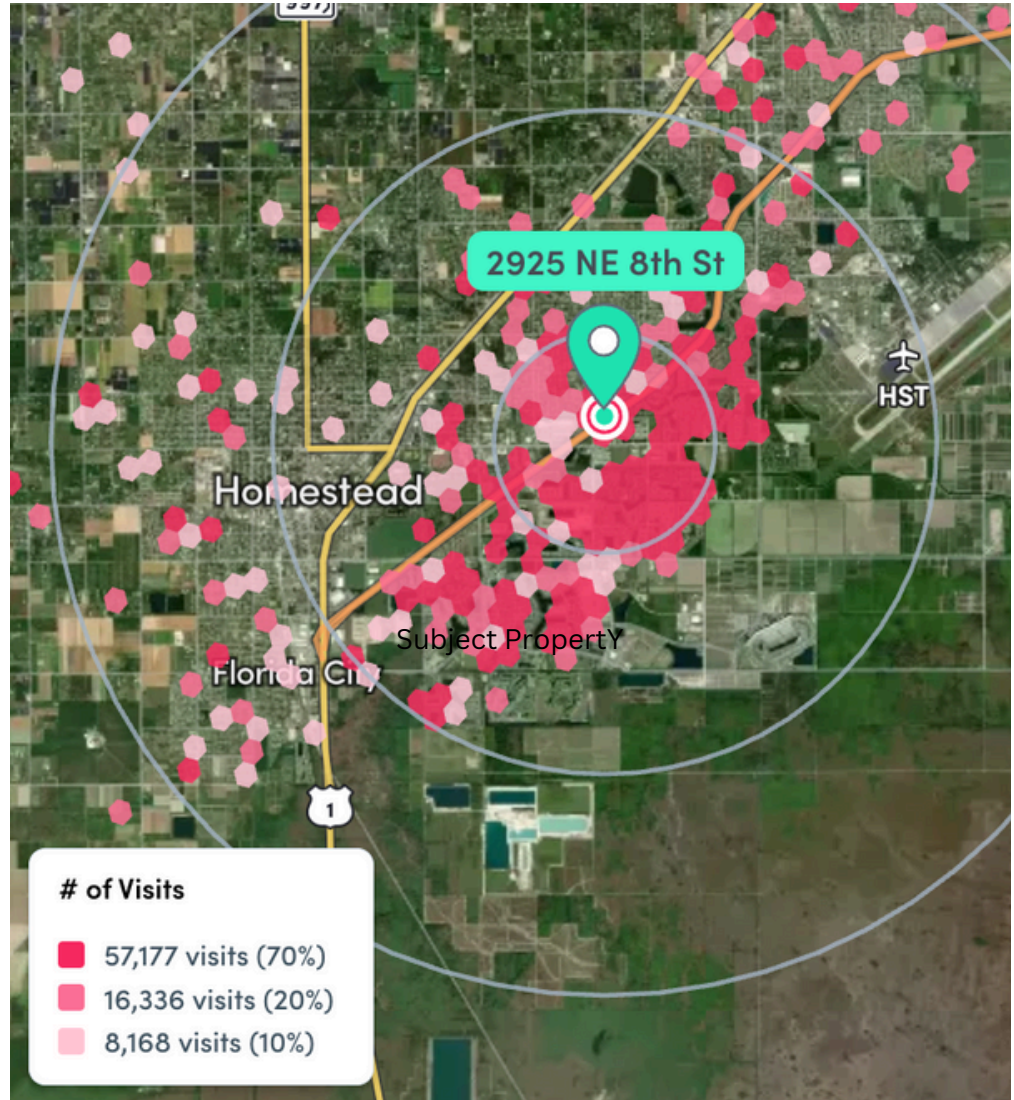 997
2925 NE 8th St
HST
Homestead
Subject PropertY
Florida City
1
# of Visits
57,177 visits (70%)
16,336 visits (20%)
8,168 visits (10%)